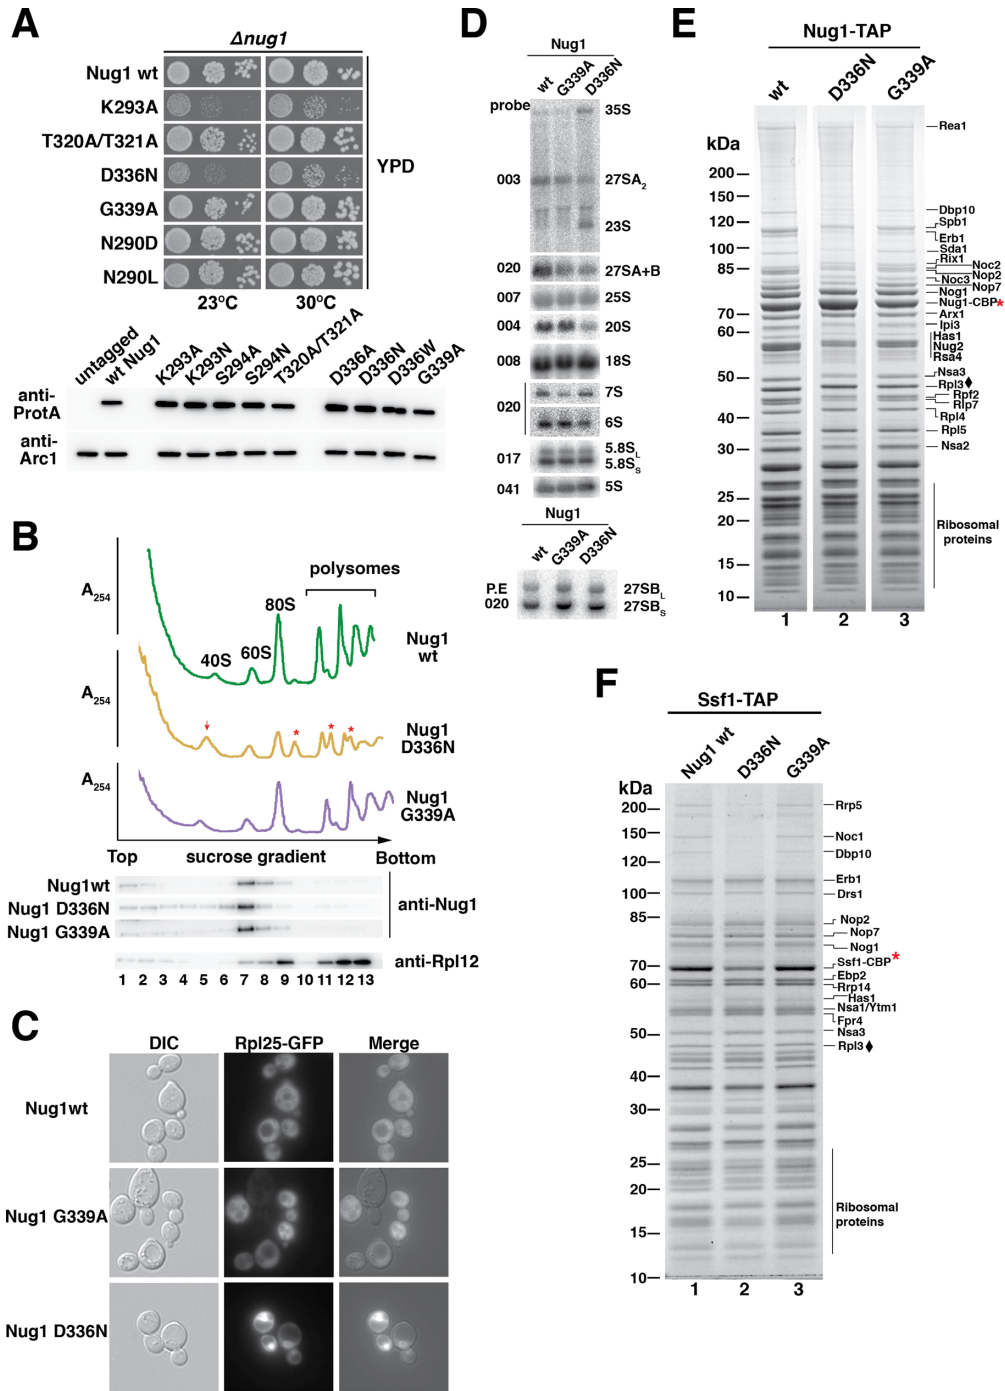 A
Δnug1
Nug1 wt
K293A
T320A/T321A
D336N
G339A
N290D
N290L
YPD
23°C
30°C
untagged
wt Nug1
K293A
K293N
S294A
S294N
T320A/T321A
D336A
D336N
D336W
G339A
anti-
ProtA
anti-
Arc1
B
A254
polysomes
80S
60S
40S
Nug1
wt
A254
* * *
Nug1
D336N
A254
Nug1
G339A
Top
sucrose gradient
Bottom
Nug1wt
Nug1 D336N
Nug1 G339A
anti-Nug1
anti-Rpl12
1 2 3 4 5 6 7 8 9 10 11 12 13
C
DIC
Rpl25-GFP
Merge
Nug1wt
Nug1 G339A
Nug1 D336N
D
Nug1
wt
G339A
D336N
probe
35S
003
27SA2
23S
020
27SA+B
007
25S
004
20S
008
18S
020
7S
6S
017
5.8SL
5.8SS
041
5S
Nug1
wt
G339A
D336N
P.E
020
27SBL
27SBS
E
Nug1-TAP
wt
D336N
G339A
kDa
200
150
120
100
85
70
60
50
40
30
25
20
15
10
Rea1
Dbp10
Spb1
Erb1
Sda1
Rix1
Noc2
Nop2
Noc3
Nop7
Nog1
Nug1-CBP*
Arx1
Ipi3
Has1
Nug2
Rsa4
Nsa3
Rpl3♦
Rpf2
Rlp7
Rpl4
Rpl5
Nsa2
Ribosomal
proteins
1 2 3
F
Ssf1-TAP
Nug1 wt
D336N
G339A
kDa
200
150
120
100
85
70
60
50
40
30
25
20
15
10
Rrp5
Noc1
Dbp10
Erb1
Drs1
Nop2
Nop7
Nog1
Ssf1-CBP*
Ebp2
Rrp14
Has1
Nsa1/Ytm1
Fpr4
Nsa3
Rpl3♦
Ribosomal
proteins
1 2 3